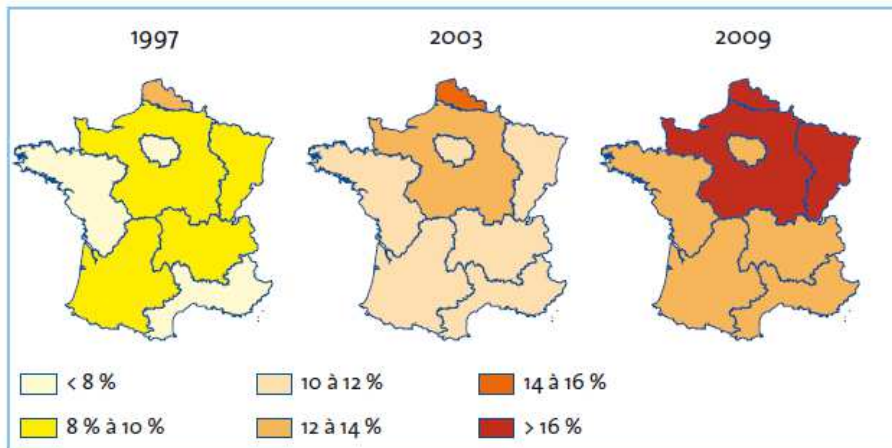 1997 2003 2009
< 8 % 10 à 12 % 14 à 16 %
8 % à 10 % 12 à 14 % > 16 %